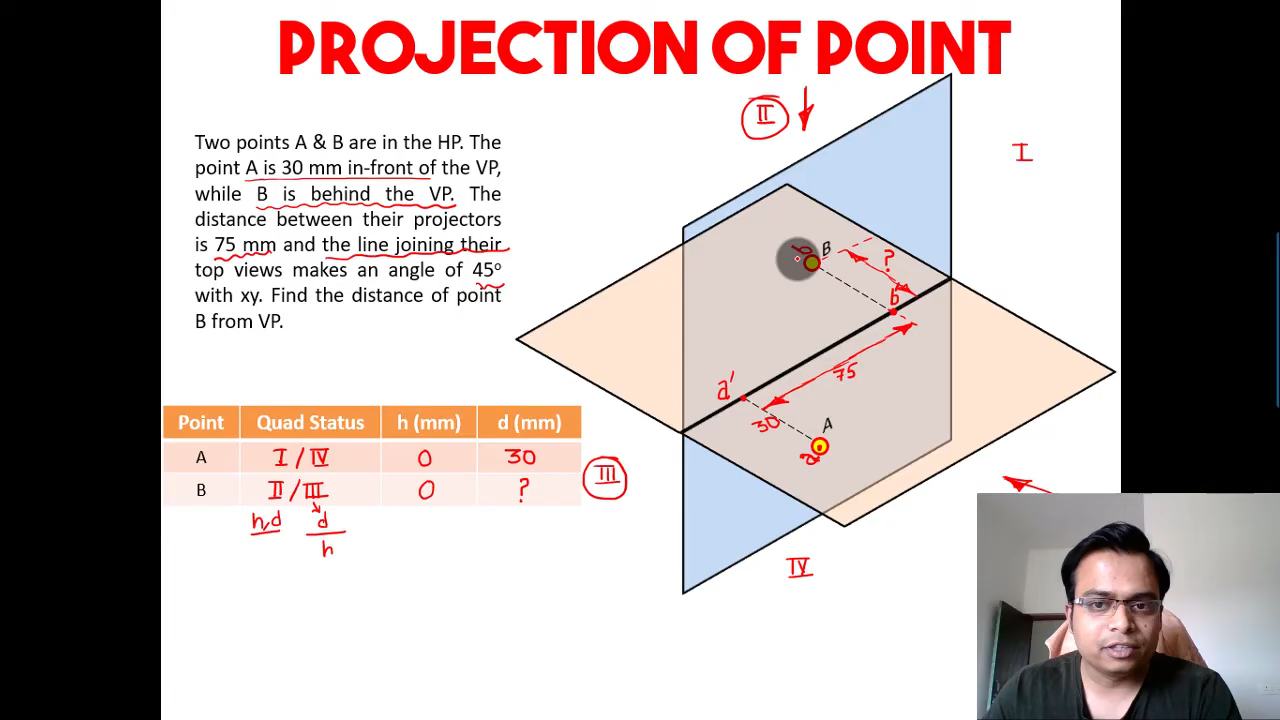 PROJECTION OF POINT
Two points A & B are in the HP. The
point A is 30 mm in-front of the VP,
while B is behind the VP. The
distance between their projectors
is 75 mm and the line joining their
top views makes an angle of 45°
with xy. Find the distance of point
B from VP.
Point Quad Status h (mm) d (mm)
A I / IV 0 30
B II / III 0 ?
h,d d
h
II
I
III
IV
b B
?
b'
75
a'
30
A
a